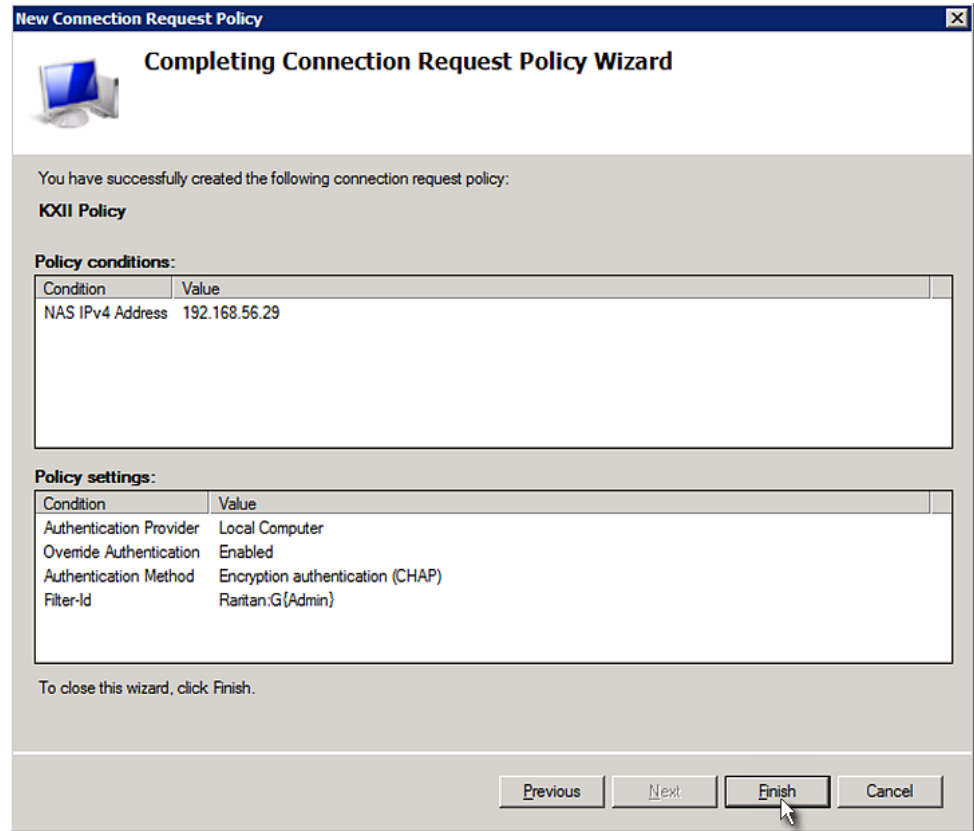 New Connection Request Policy
Completing Connection Request Policy Wizard
You have successfully created the following connection request policy:
KXII Policy
Policy conditions:
Condition Value
NAS IPv4 Address 192.168.56.29
Policy settings:
Condition Value
Authentication Provider Local Computer
Override Authentication Enabled
Authentication Method Encryption authentication (CHAP)
Filter-Id Raritan:G{Admin}
To close this wizard, click Finish.
Previous Next Finish Cancel